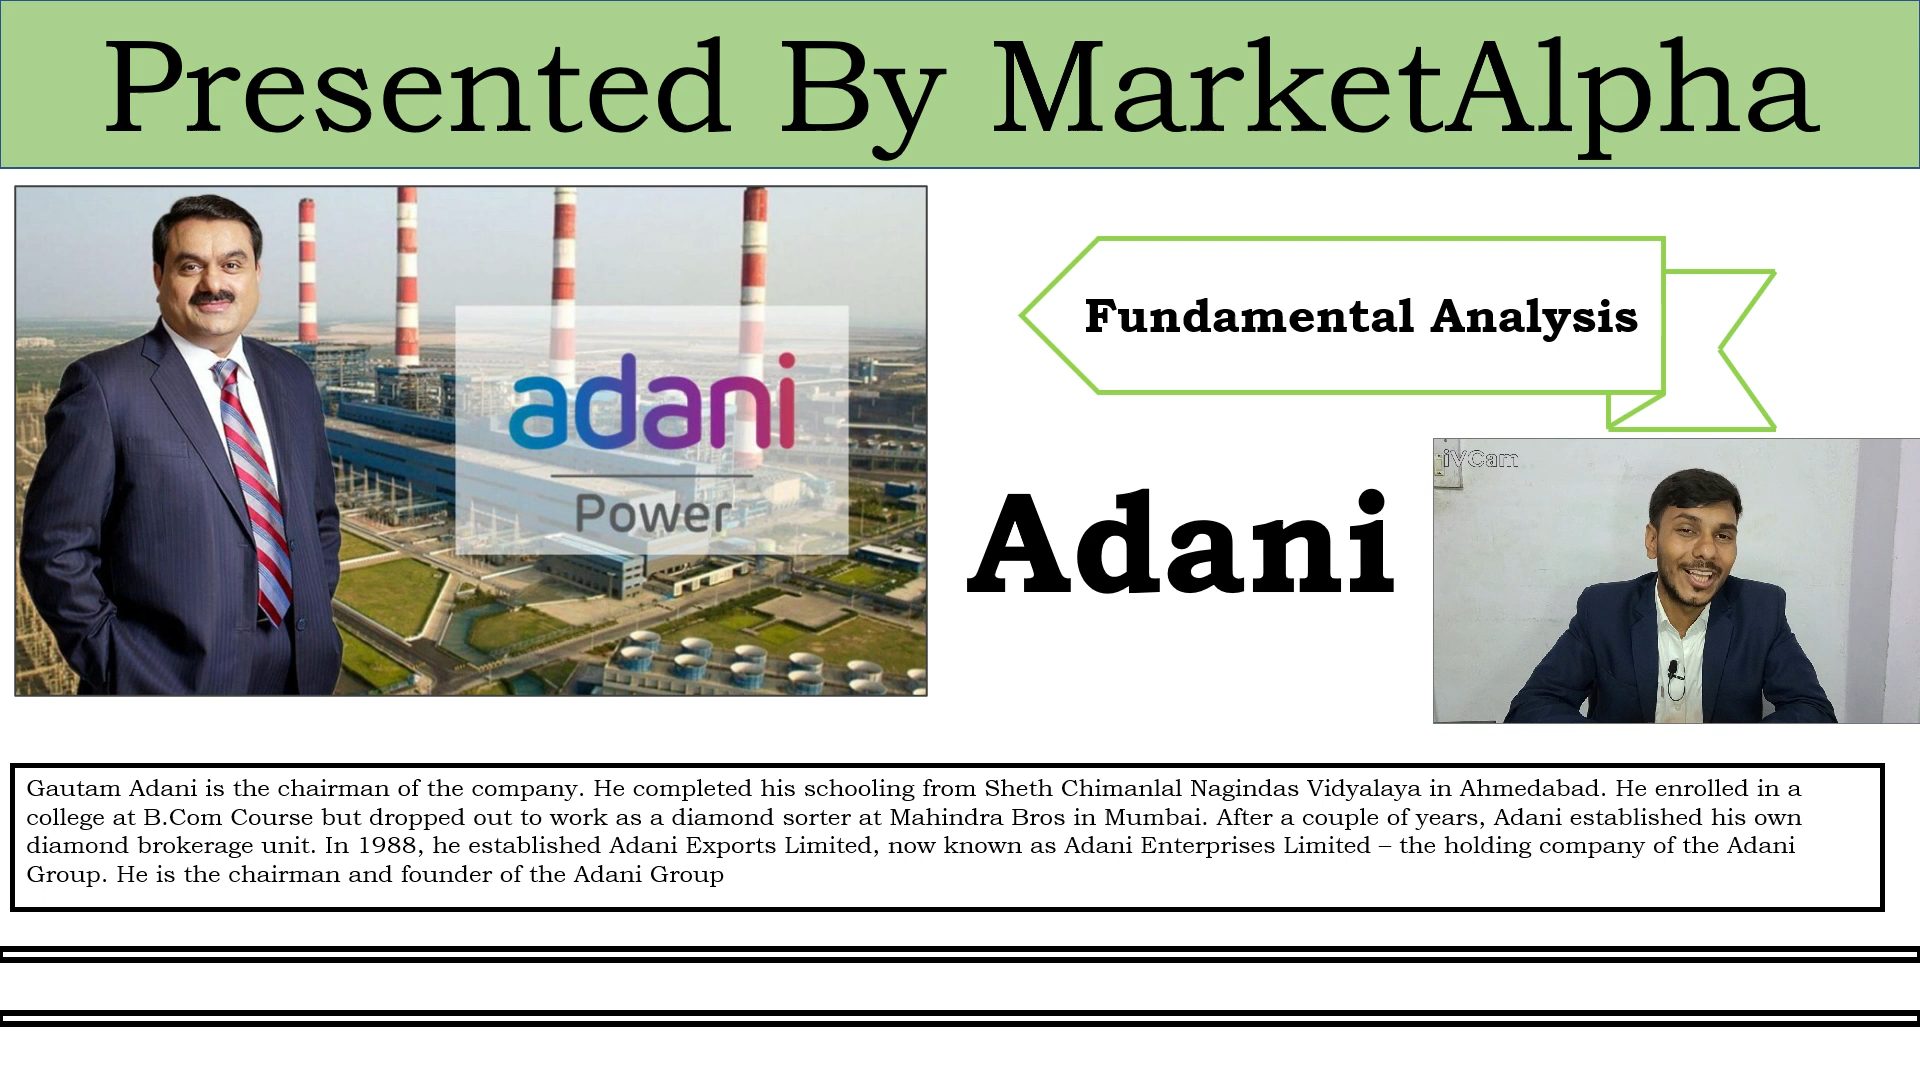 Presented By MarketAlpha
adani
Power
Fundamental Analysis
Adani
iVCam
Gautam Adani is the chairman of the company. He completed his schooling from Sheth Chimanlal Nagindas Vidyalaya in Ahmedabad. He enrolled in a
college at B.Com Course but dropped out to work as a diamond sorter at Mahindra Bros in Mumbai. After a couple of years, Adani established his own
diamond brokerage unit. In 1988, he established Adani Exports Limited, now known as Adani Enterprises Limited – the holding company of the Adani
Group. He is the chairman and founder of the Adani Group